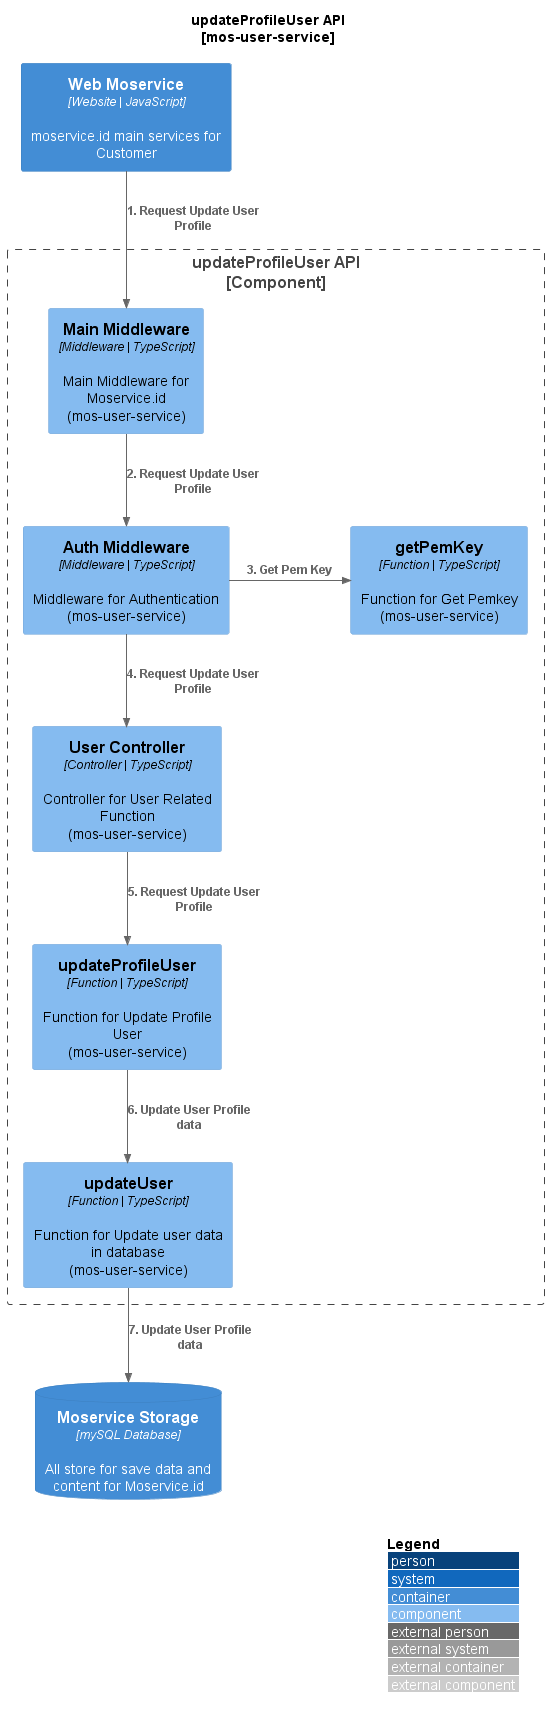 updateProfileUser API
[mos-user-service]
Web Moservice
[Website | JavaScript]
moservice.id main services for
Customer
1. Request Update User
Profile
updateProfileUser API
[Component]
Main Middleware
[Middleware | TypeScript]
Main Middleware for
Moservice.id
(mos-user-service)
2. Request Update User
Profile
Auth Middleware
[Middleware | TypeScript]
Middleware for Authentication
(mos-user-service)
3. Get Pem Key
getPemKey
[Function | TypeScript]
Function for Get Pemkey
(mos-user-service)
4. Request Update User
Profile
User Controller
[Controller | TypeScript]
Controller for User Related
Function
(mos-user-service)
5. Request Update User
Profile
updateProfileUser
[Function | TypeScript]
Function for Update Profile
User
(mos-user-service)
6. Update User Profile
data
updateUser
[Function | TypeScript]
Function for Update user data
in database
(mos-user-service)
7. Update User Profile
data
Moservice Storage
[mySQL Database]
All store for save data and
content for Moservice.id
Legend
person
system
container
component
external person
external system
external container
external component